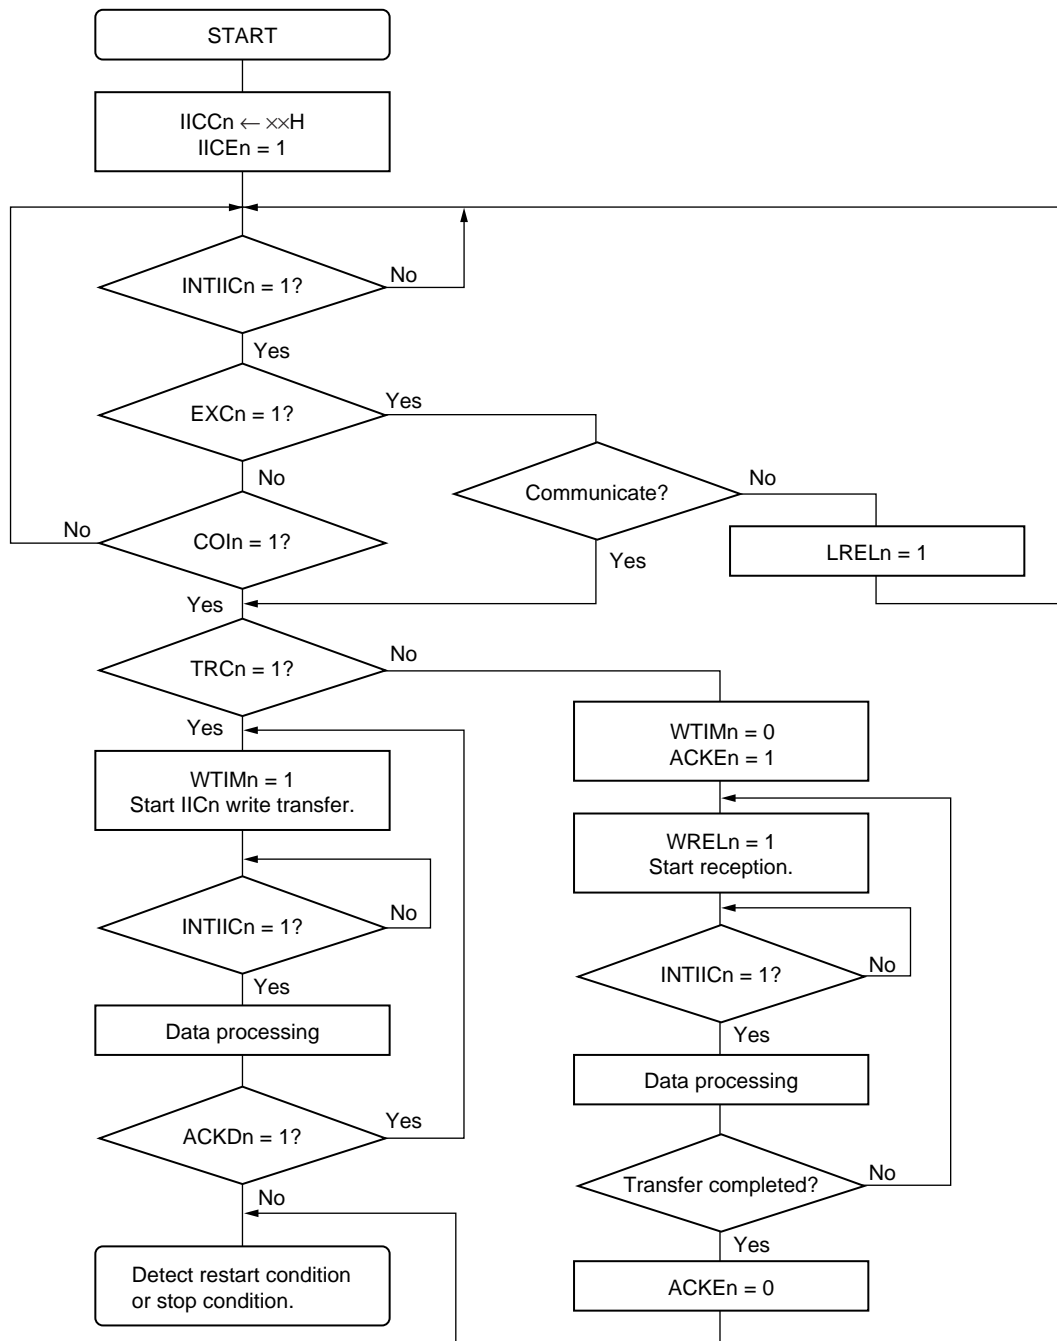 START
IICCn ← ××H
IICEn = 1
INTIICn = 1?
No
Yes
EXCn = 1?
Yes
No
Communicate?
No
Yes
COIn = 1?
No
Yes
LRELn = 1
TRCn = 1?
No
Yes
WTIMn = 1
Start IICn write transfer.
INTIICn = 1?
No
Yes
Data processing
ACKDn = 1?
Yes
No
Detect restart condition
or stop condition.
WTIMn = 0
ACKEn = 1
WRELn = 1
Start reception.
INTIICn = 1?
No
Yes
Data processing
Transfer completed?
No
Yes
ACKEn = 0